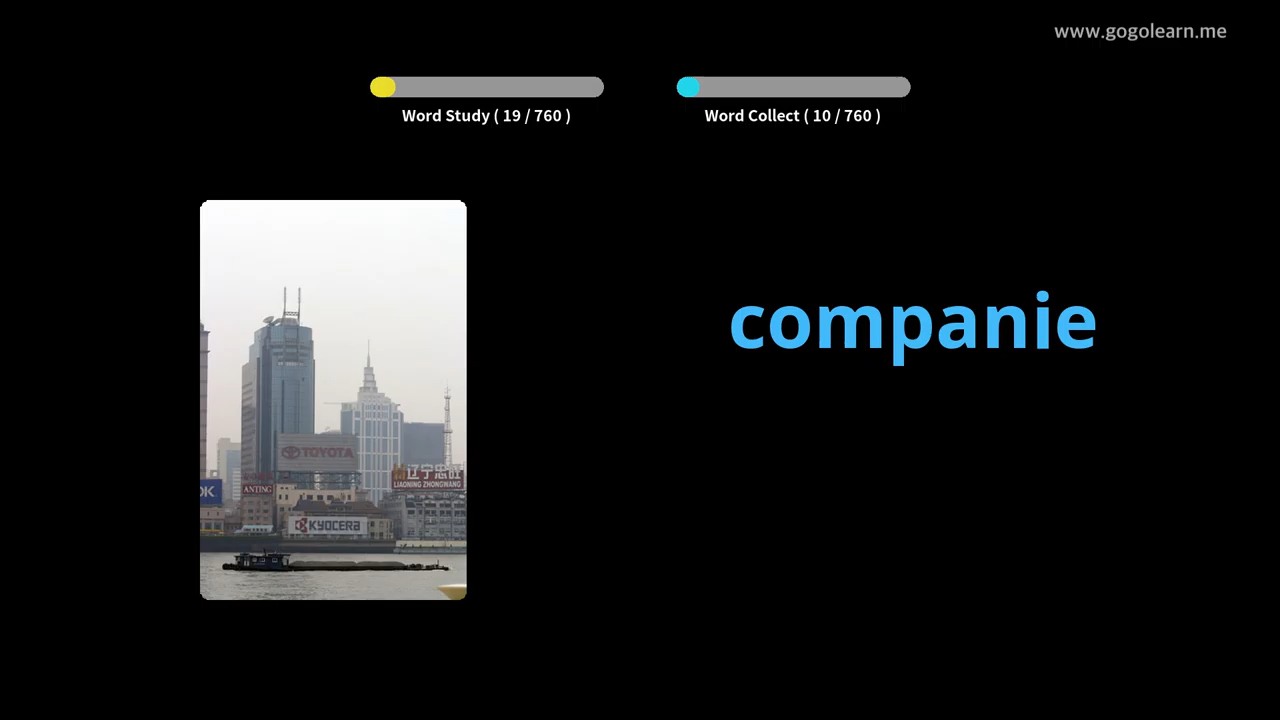 www.gogolearn.me
Word Study ( 19 / 760 )
Word Collect ( 10 / 760 )
companie
TOYOTA
辽宁忠旺
LIAONING ZHONGWANG
OK
ANTING
KYOCERA